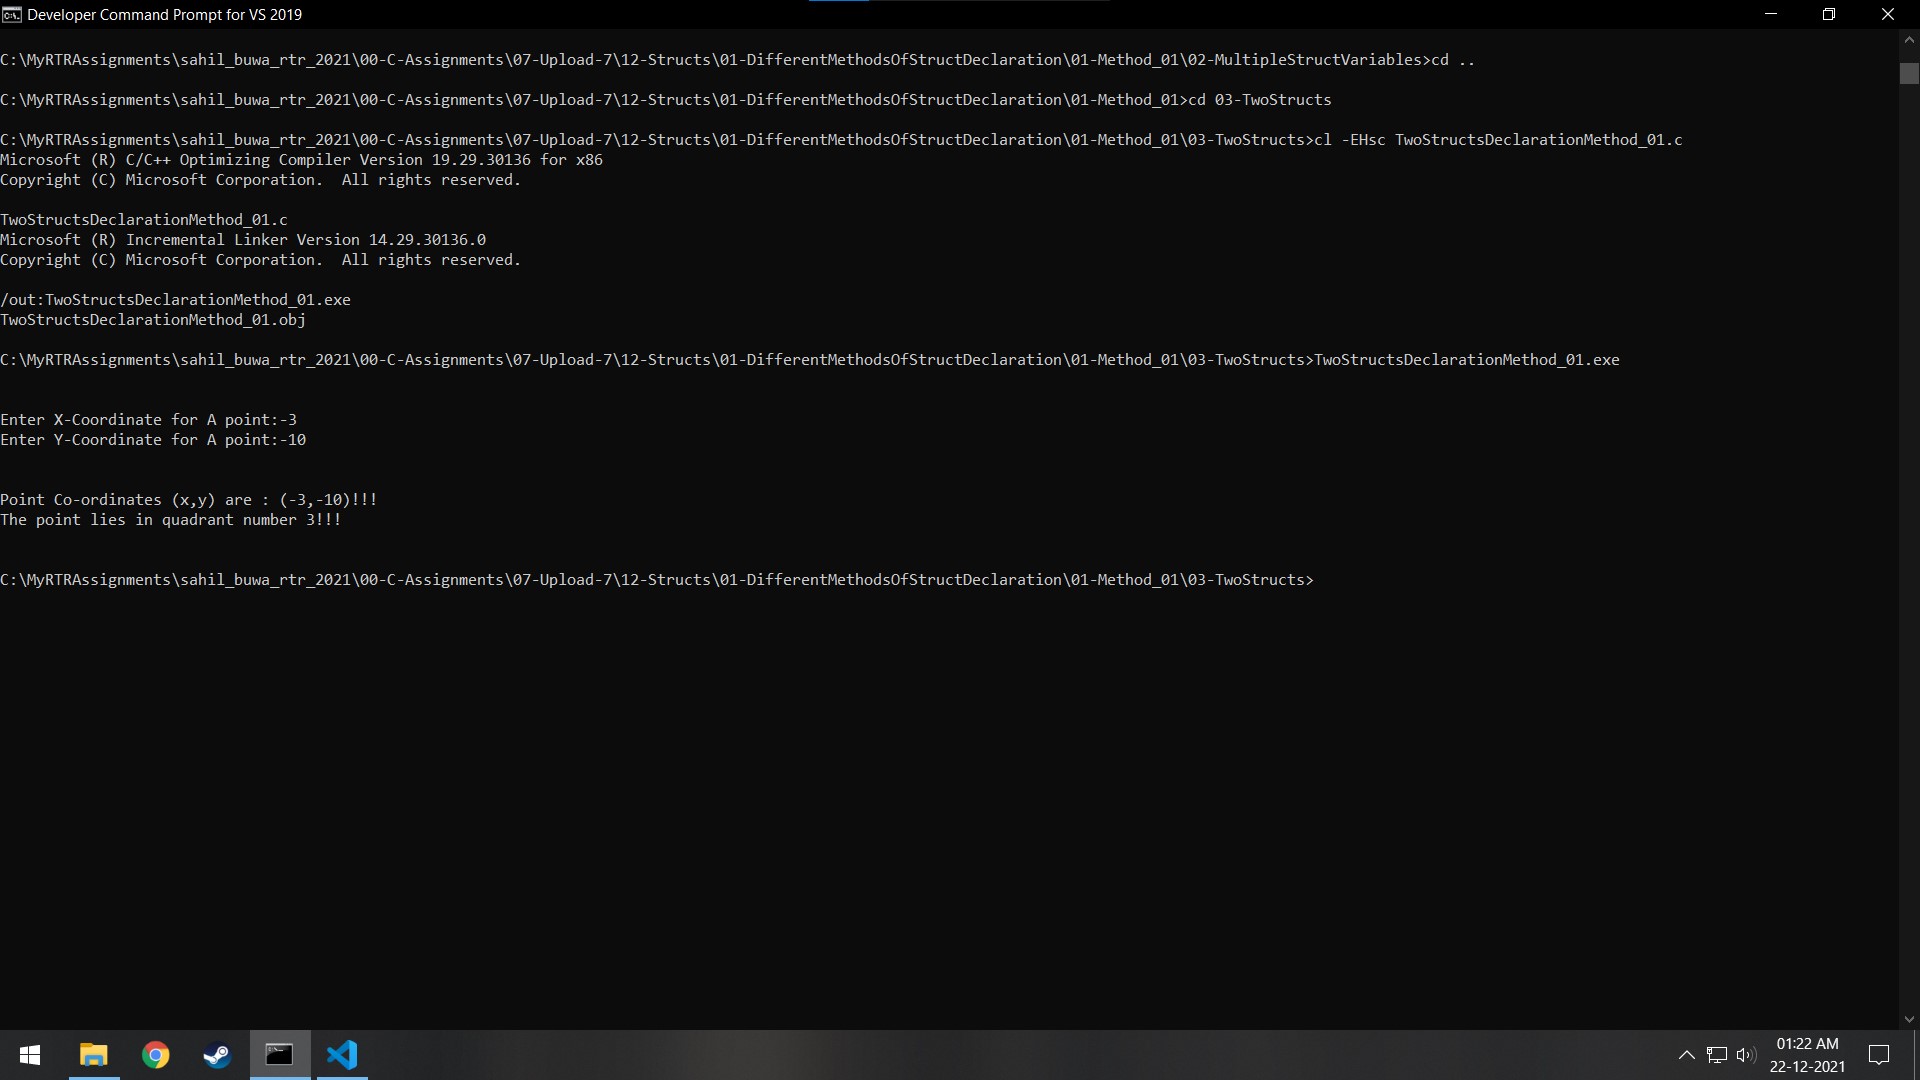 Developer Command Prompt for VS 2019
C:\MyRTRAssignments\sahil_buwa_rtr_2021\00-C-Assignments\07-Upload-7\12-Structs\01-DifferentMethodsOfStructDeclaration\01-Method_01\02-MultipleStructVariables>cd ..
C:\MyRTRAssignments\sahil_buwa_rtr_2021\00-C-Assignments\07-Upload-7\12-Structs\01-DifferentMethodsOfStructDeclaration\01-Method_01>cd 03-TwoStructs
C:\MyRTRAssignments\sahil_buwa_rtr_2021\00-C-Assignments\07-Upload-7\12-Structs\01-DifferentMethodsOfStructDeclaration\01-Method_01\03-TwoStructs>cl -EHsc TwoStructsDeclarationMethod_01.c
Microsoft (R) C/C++ Optimizing Compiler Version 19.29.30136 for x86
Copyright (C) Microsoft Corporation.  All rights reserved.
TwoStructsDeclarationMethod_01.c
Microsoft (R) Incremental Linker Version 14.29.30136.0
Copyright (C) Microsoft Corporation.  All rights reserved.
/out:TwoStructsDeclarationMethod_01.exe
TwoStructsDeclarationMethod_01.obj
C:\MyRTRAssignments\sahil_buwa_rtr_2021\00-C-Assignments\07-Upload-7\12-Structs\01-DifferentMethodsOfStructDeclaration\01-Method_01\03-TwoStructs>TwoStructsDeclarationMethod_01.exe
Enter X-Coordinate for A point:-3
Enter Y-Coordinate for A point:-10
Point Co-ordinates (x,y) are : (-3,-10)!!!
The point lies in quadrant number 3!!!
C:\MyRTRAssignments\sahil_buwa_rtr_2021\00-C-Assignments\07-Upload-7\12-Structs\01-DifferentMethodsOfStructDeclaration\01-Method_01\03-TwoStructs>
01:22 AM
22-12-2021